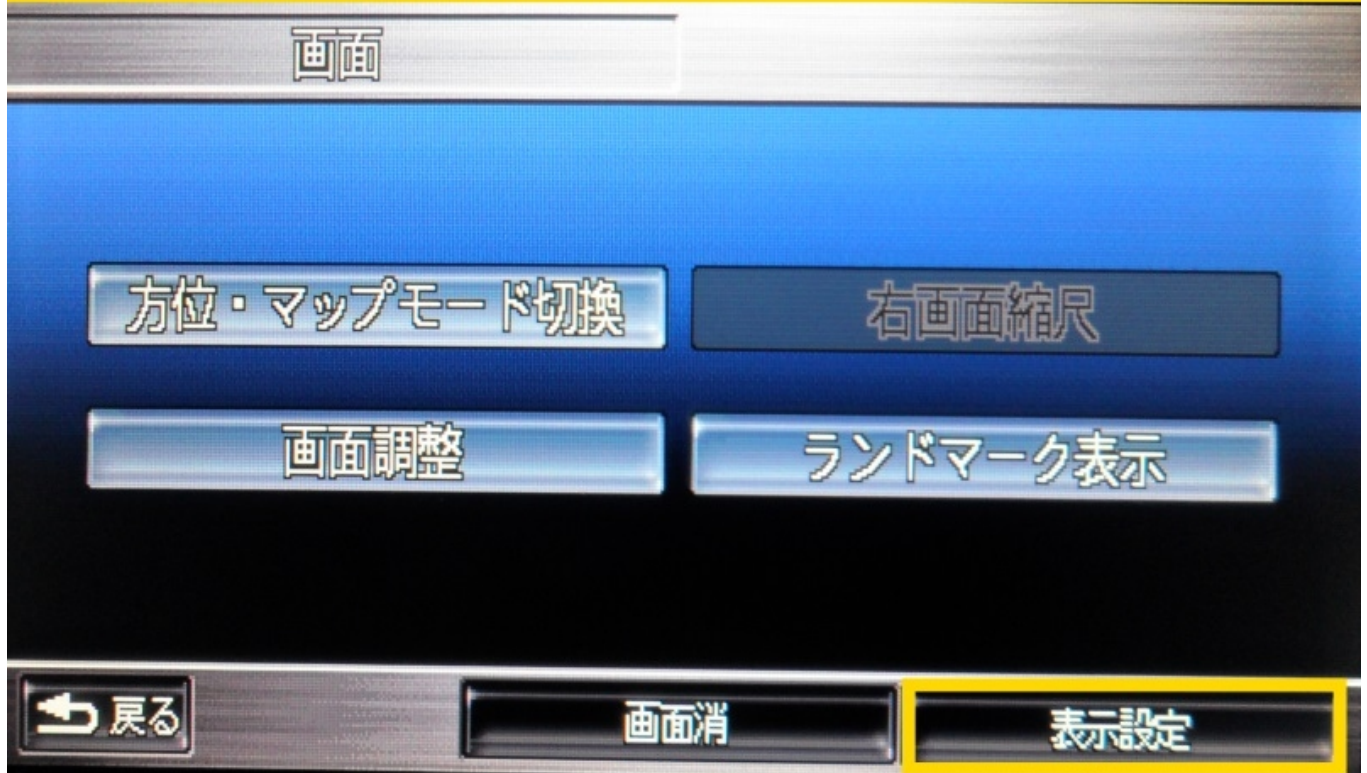 画面
方位・マップモード切換
右画面縮尺
画面調整
ランドマーク表示
戻る
画面消
表示設定